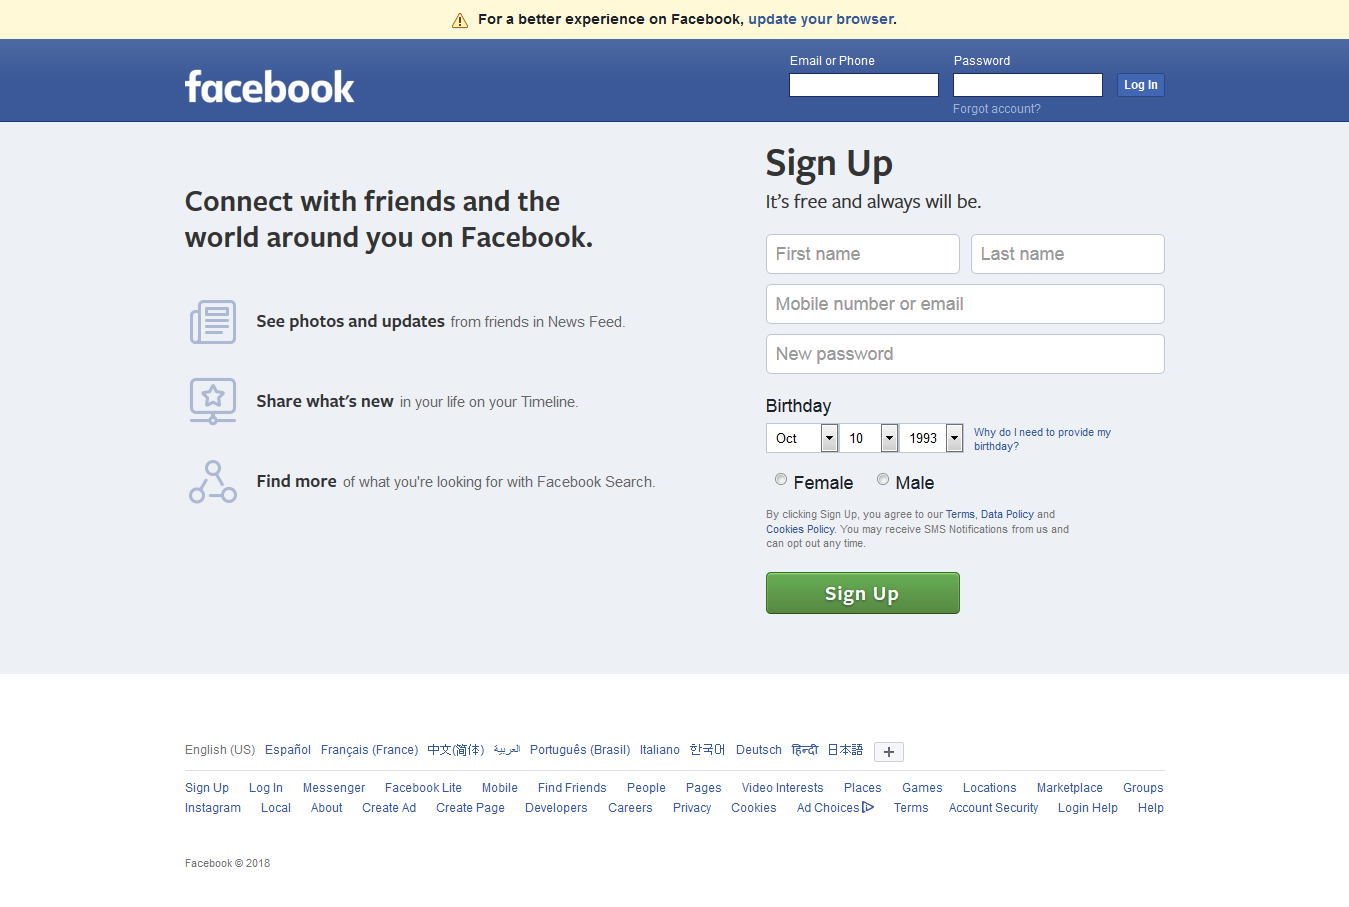 For a better experience on Facebook, update your browser.
facebook
Email or Phone
Password
Log In
Forgot account?
Connect with friends and the
world around you on Facebook.
See photos and updates from friends in News Feed.
Share what's new in your life on your Timeline.
Find more of what you're looking for with Facebook Search.
Sign Up
It's free and always will be.
First name
Last name
Mobile number or email
New password
Birthday
Oct 10 1993
Why do I need to provide my
birthday?
Female Male
By clicking Sign Up, you agree to our Terms, Data Policy and
Cookies Policy. You may receive SMS Notifications from us and
can opt out any time.
Sign Up
English (US) Español Français (France) 中文(简体) العربية Português (Brasil) Italiano 한국어 Deutsch हिन्दी 日本語 +
Sign Up Log In Messenger Facebook Lite Mobile Find Friends People Pages Video Interests Places Games Locations Marketplace Groups
Instagram Local About Create Ad Create Page Developers Careers Privacy Cookies Ad Choices Terms Account Security Login Help Help
Facebook © 2018